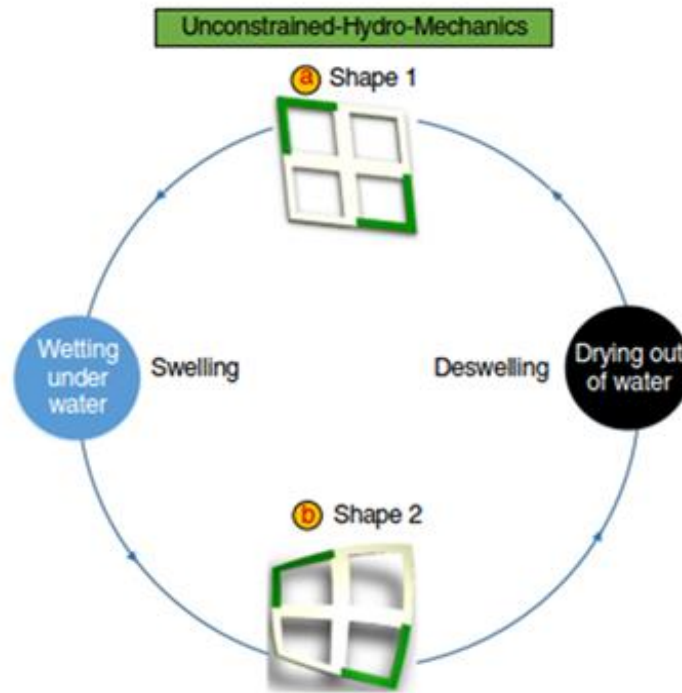 Unconstrained-Hydro-Mechanics
a Shape 1
Wetting
under
water
Swelling
Deswelling
Drying out
of water
b Shape 2